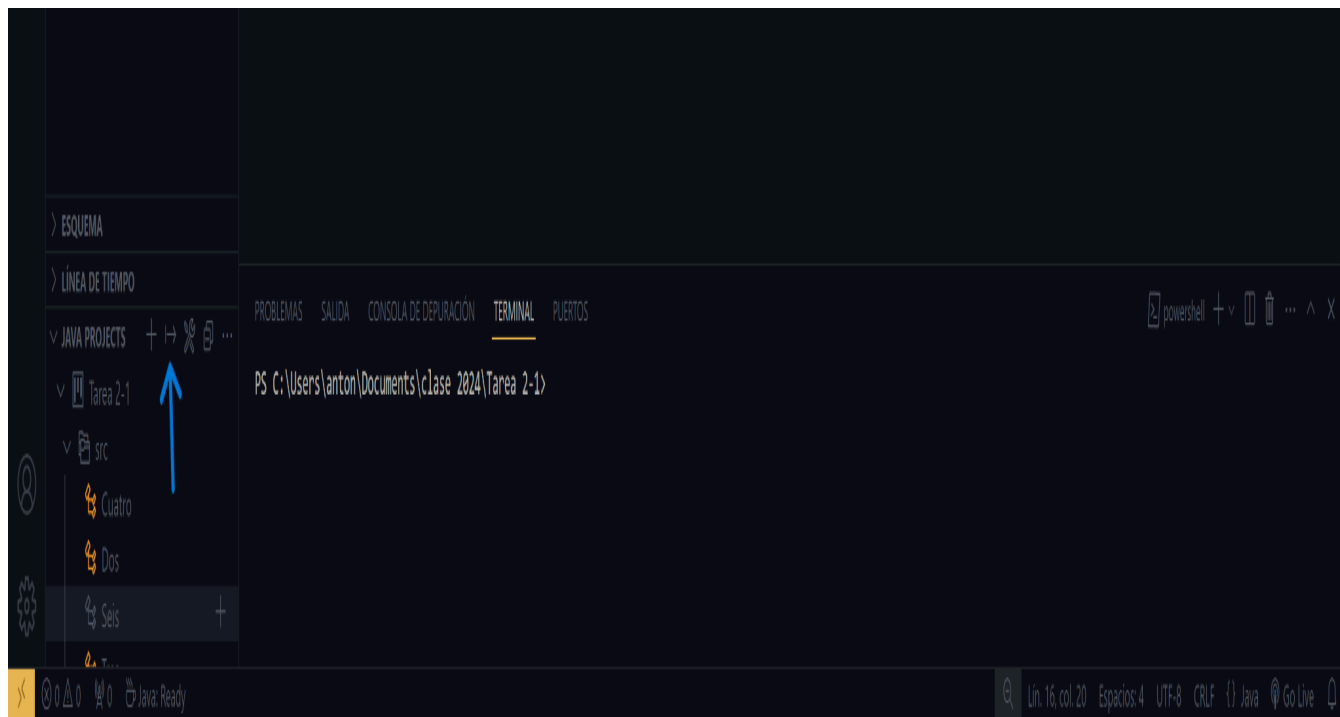 ESQUEMA
LÍNEA DE TIEMPO
JAVA PROJECTS
Tarea 2-1
src
Cuatro
Dos
Seis
PROBLEMAS SALIDA CONSOLA DE DEPURACIÓN TERMINAL PUERTOS
powershell
PS C:\Users\anton\Documents\clase 2024\Tarea 2-1>
0 0 0 Java: Ready
Lín. 16, col. 20 Espacios: 4 UTF-8 CRLF {} Java Go Live